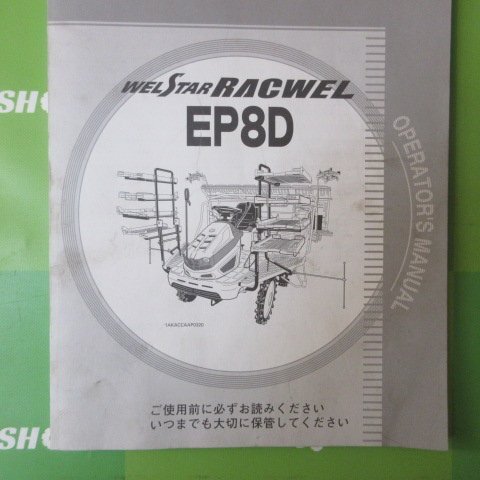 WELSTAR RACWEL
EP8D
OPERATOR'S MANUAL
1AKACCAAP032D
ご使用前に必ずお読みください
いつまでも大切に保管してください
SH
SH